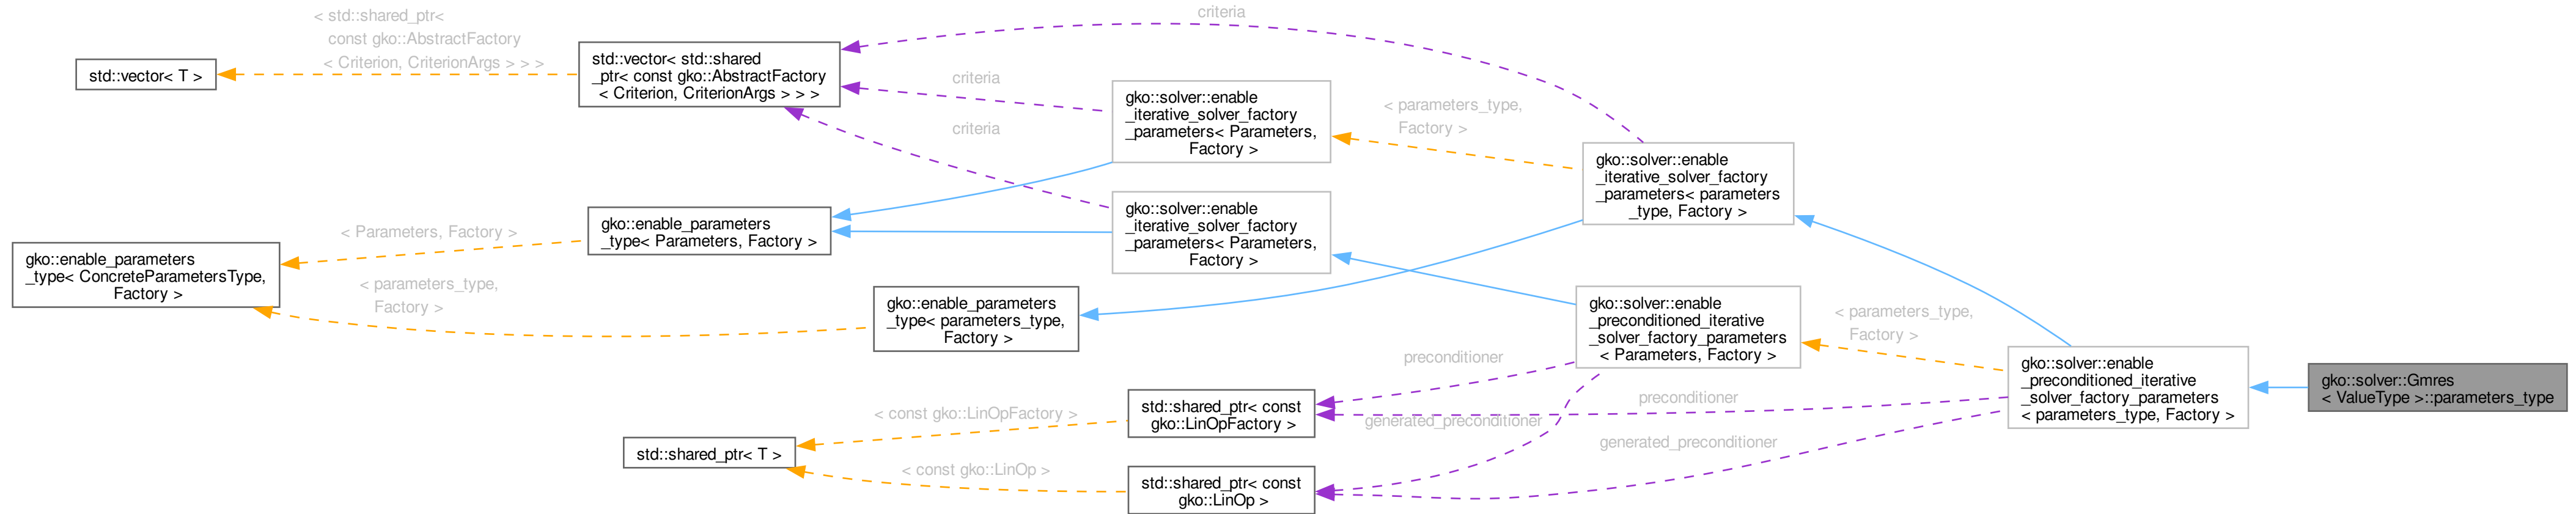 std::vector< T >
< std::shared_ptr<
const gko::AbstractFactory
< Criterion, CriterionArgs > > >
std::vector< std::shared
_ptr< const gko::AbstractFactory
< Criterion, CriterionArgs > > >
criteria
criteria
criteria
gko::solver::enable
_iterative_solver_factory
_parameters< Parameters,
Factory >
< parameters_type,
Factory >
gko::solver::enable
_iterative_solver_factory
_parameters< parameters
_type, Factory >
gko::enable_parameters
_type< ConcreteParametersType,
Factory >
< Parameters, Factory >
gko::enable_parameters
_type< Parameters, Factory >
gko::solver::enable
_iterative_solver_factory
_parameters< Parameters,
Factory >
< parameters_type,
Factory >
gko::enable_parameters
_type< parameters_type,
Factory >
gko::solver::enable
_preconditioned_iterative
_solver_factory_parameters
< Parameters, Factory >
< parameters_type,
Factory >
gko::solver::enable
_preconditioned_iterative
_solver_factory_parameters
< parameters_type, Factory >
gko::solver::Gmres
< ValueType >::parameters_type
preconditioner
preconditioner
generated_preconditioner
generated_preconditioner
std::shared_ptr< const
gko::LinOpFactory >
< const gko::LinOpFactory >
std::shared_ptr< T >
< const gko::LinOp >
std::shared_ptr< const
gko::LinOp >